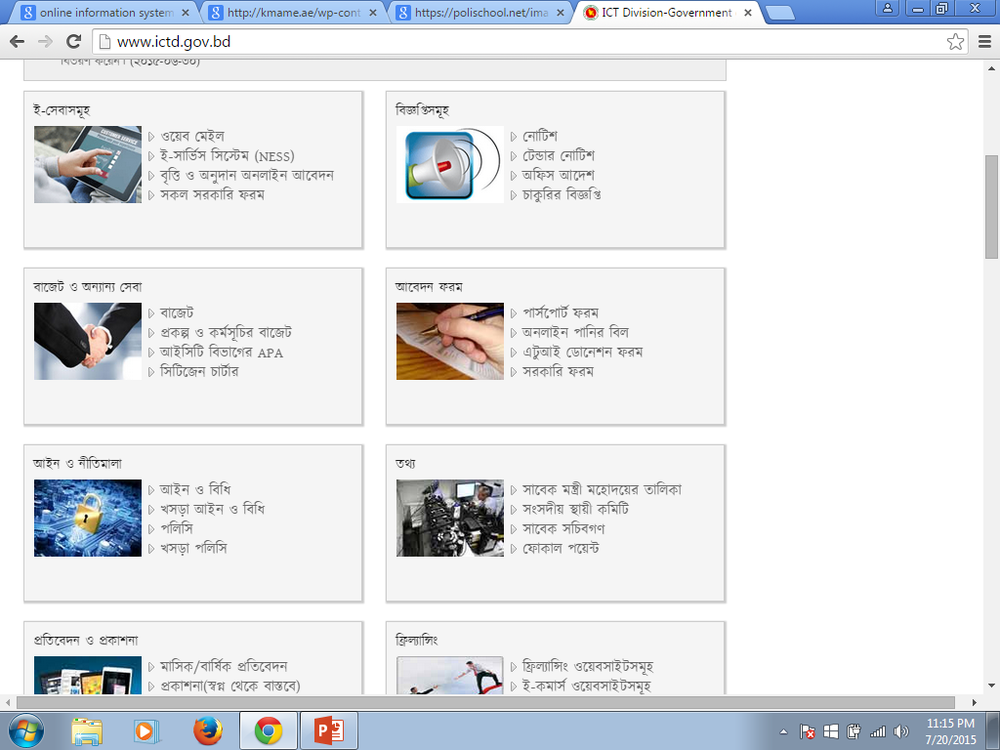 online information system
http://kmame.ae/wp-cont
https://polischool.net/ima
ICT Division-Government
www.ictd.gov.bd
বিতরণ করেন। (২০১৫-০৬-৩০)
ই-সেবাসমূহ
ওয়েব মেইল
ই-সার্ভিস সিস্টেম (NESS)
বৃত্তি ও অনুদান অনলাইন আবেদন
সকল সরকারি ফরম
বিজ্ঞপ্তিসমূহ
নোটিশ
টেন্ডার নোটিশ
অফিস আদেশ
চাকুরির বিজ্ঞপ্তি
বাজেট ও অন্যান্য সেবা
বাজেট
প্রকল্প ও কর্মসূচির বাজেট
আইসিটি বিভাগের APA
সিটিজেন চার্টার
আবেদন ফরম
পার্সপোর্ট ফরম
অনলাইন পানির বিল
এটুআই ডোনেশন ফরম
সরকারি ফরম
আইন ও নীতিমালা
আইন ও বিধি
খসড়া আইন ও বিধি
পলিসি
খসড়া পলিসি
তথ্য
সাবেক মন্ত্রী মহোদয়ের তালিকা
সংসদীয় স্থায়ী কমিটি
সাবেক সচিবগণ
ফোকাল পয়েন্ট
প্রতিবেদন ও প্রকাশনা
মাসিক/বার্ষিক প্রতিবেদন
প্রকাশনা(স্বপ্ন থেকে বাস্তবে)
ফ্রিল্যান্সিং
ফ্রিল্যান্সিং ওয়েবসাইটসমূহ
ই-কমার্স ওয়েবসাইটসমূহ
11:15 PM
7/20/2015